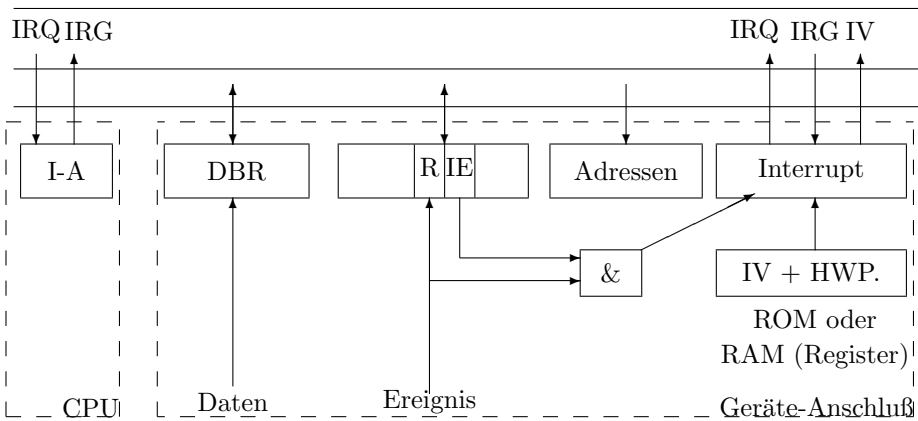 IRQ IRG IRQ IRG IV
I-A DBR R IE Adressen Interrupt
& IV + HWP.
ROM oder
RAM (Register)
CPU Daten Ereignis Geräte-Anschluß